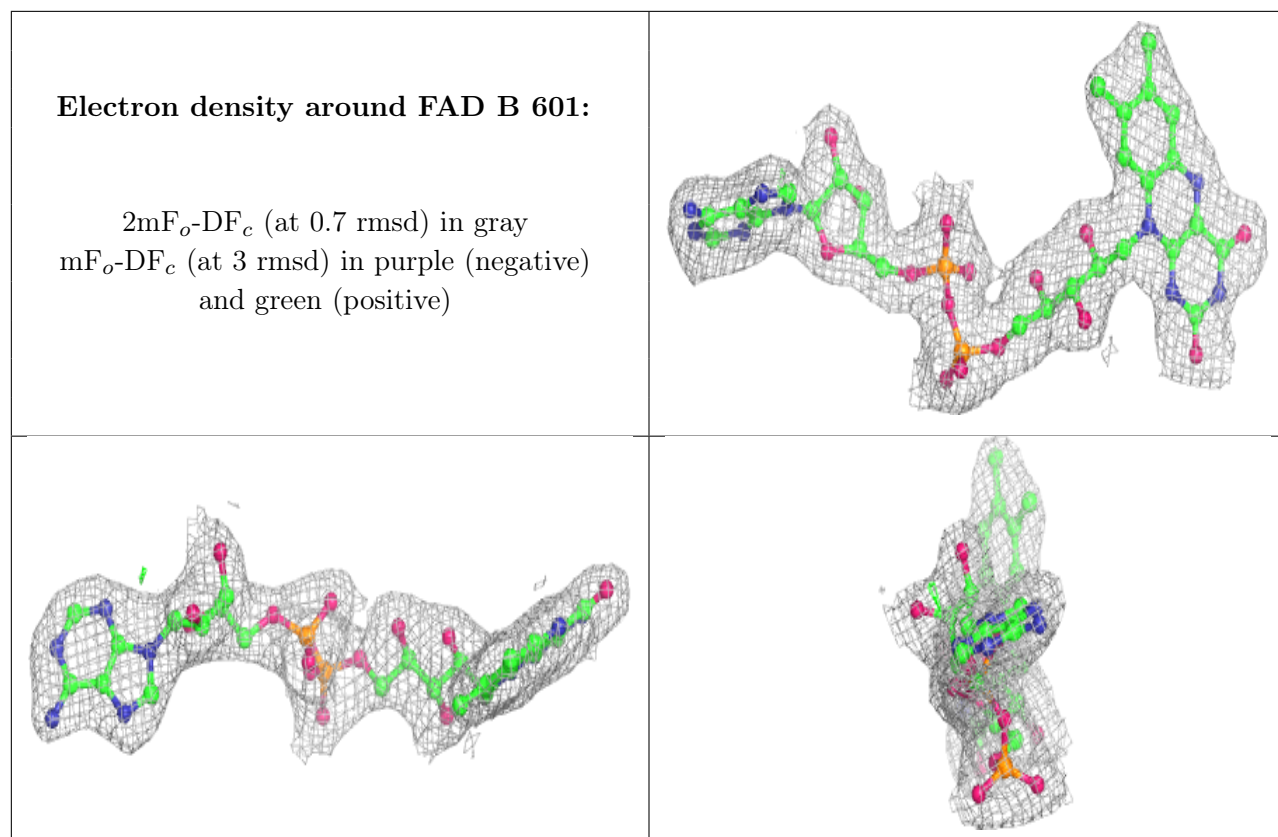 Electron density around FAD B 601:
2mFo-DFc (at 0.7 rmsd) in gray
mFo-DFc (at 3 rmsd) in purple (negative)
and green (positive)